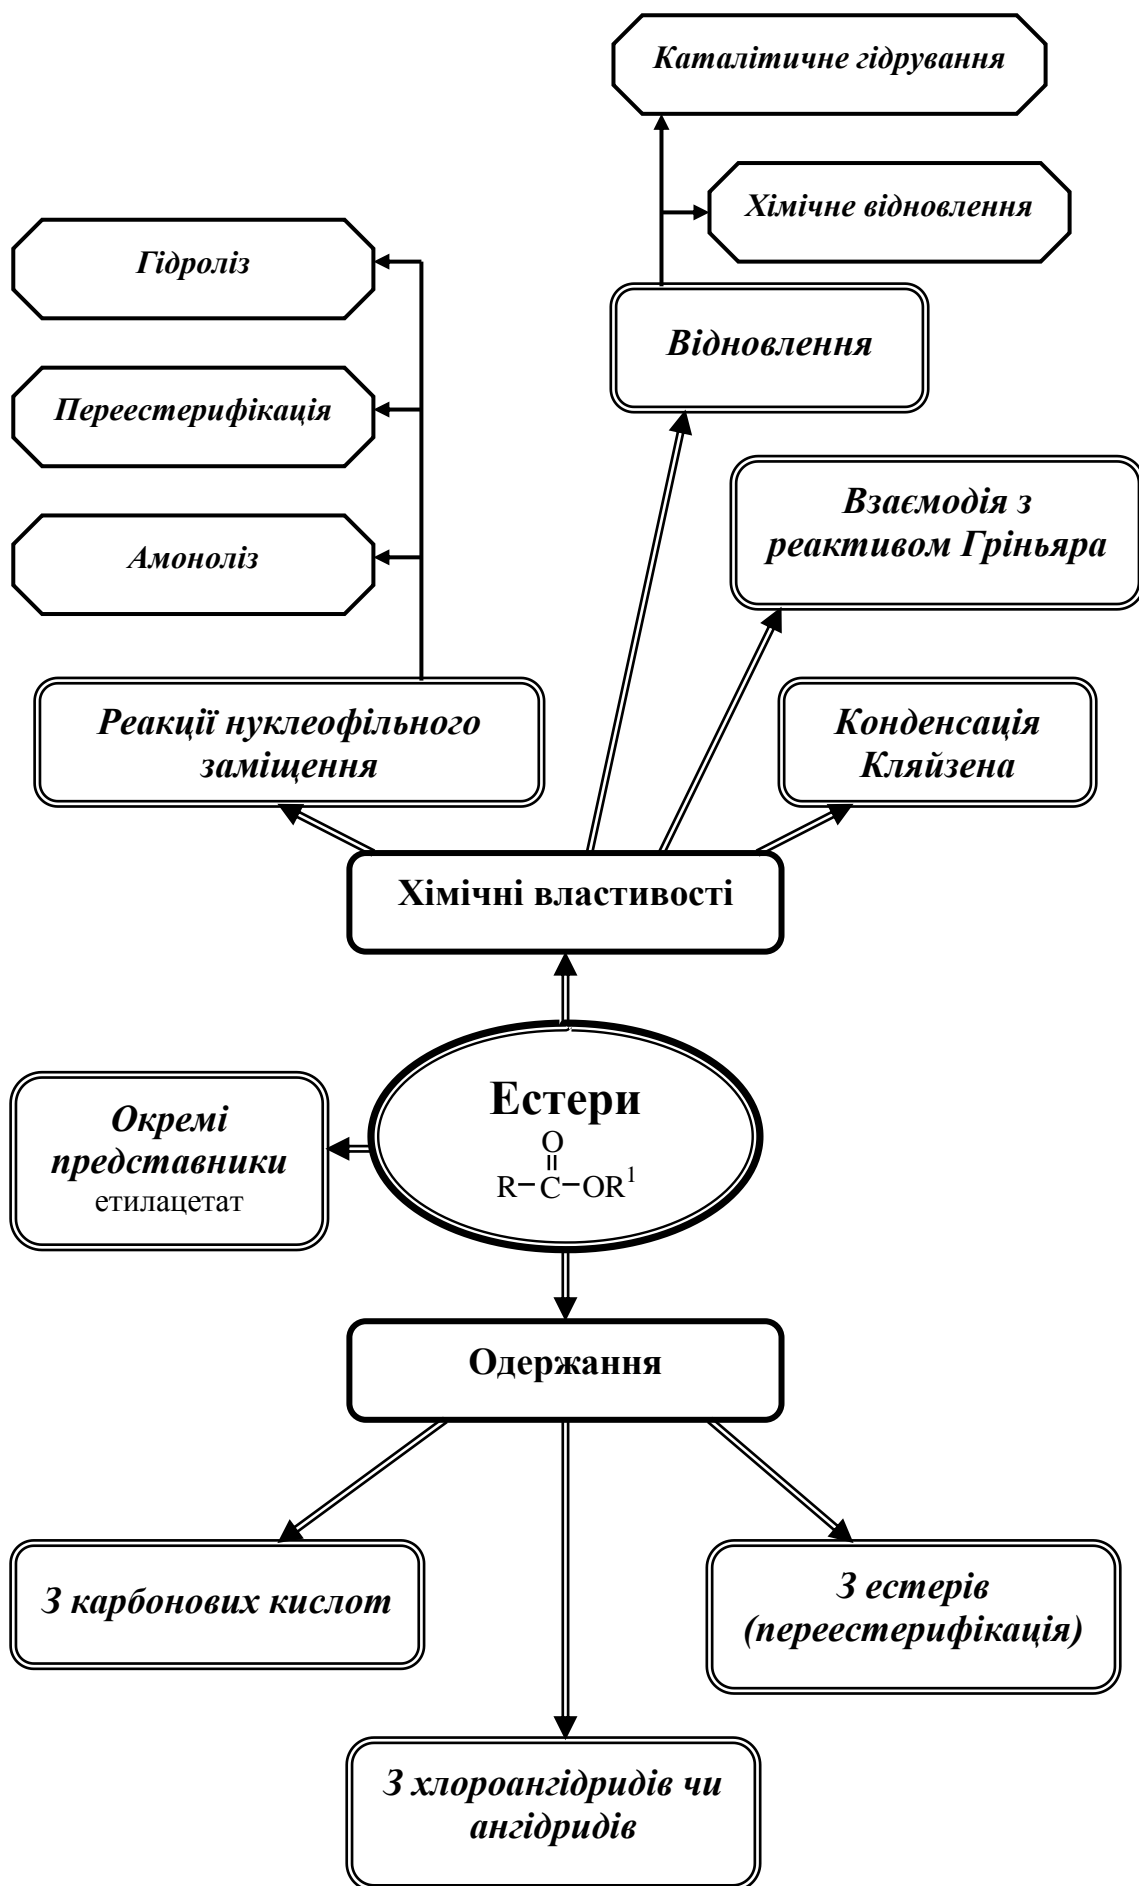 Каталітичне гідрування
Хімічне відновлення
Гідроліз
Відновлення
Переестерифікація
Взаємодія з
реактивом Гріньяра
Амоноліз
Реакції нуклеофільного
заміщення
Конденсація
Кляйзена
Хімічні властивості
Естери
O
R–C–OR¹
Окремі
представники
етилацетат
Одержання
З карбонових кислот
З естерів
(переестерифікація)
З хлороангідридів чи
ангідридів